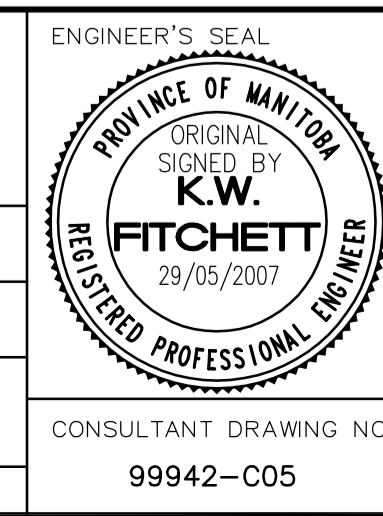 ENGINEER'S SEAL
PROVINCE OF MANITOBA
ORIGINAL
SIGNED BY
K.W.
FITCHETT
29/05/2007
REGISTERED PROFESSIONAL ENGINEER
CONSULTANT DRAWING NO
99942-C05